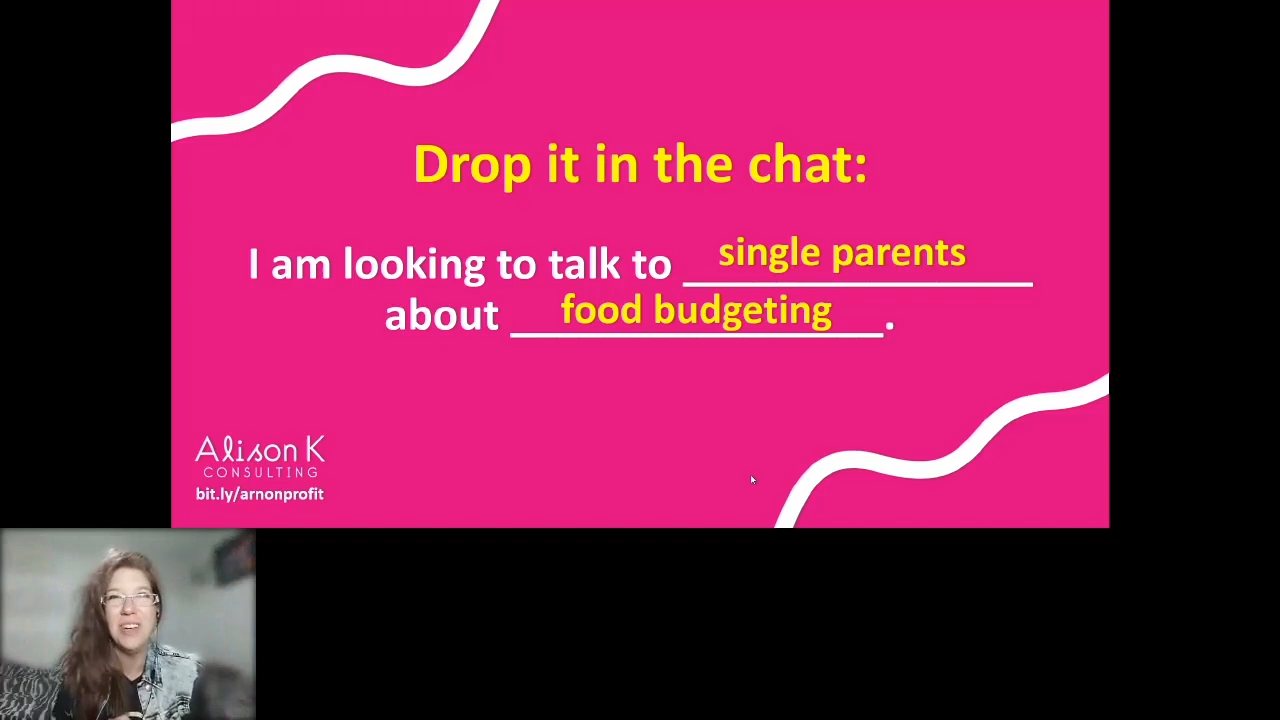 Drop it in the chat:
I am looking to talk to single parents
about food budgeting.
Alison K
CONSULTING
bit.ly/arnonprofit